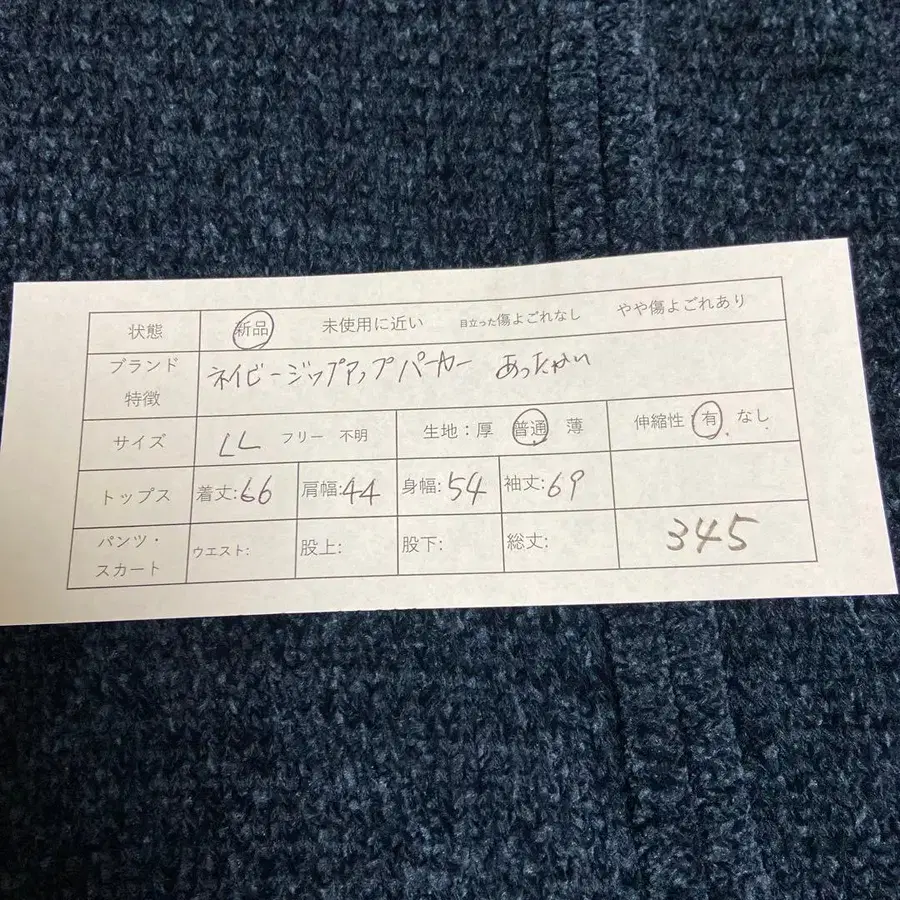 状態 新品 未使用に近い 目立った傷よごれなし やや傷よごれあり
ブランド
特徴 ネイビージップアップパーカー あったかい
サイズ LL フリー 不明 生地：厚 普通 薄 伸縮性：有 なし
トップス 着丈:66 肩幅:44 身幅:54 袖丈:69
パンツ・
スカート ウエスト: 股上: 股下: 総丈: 345